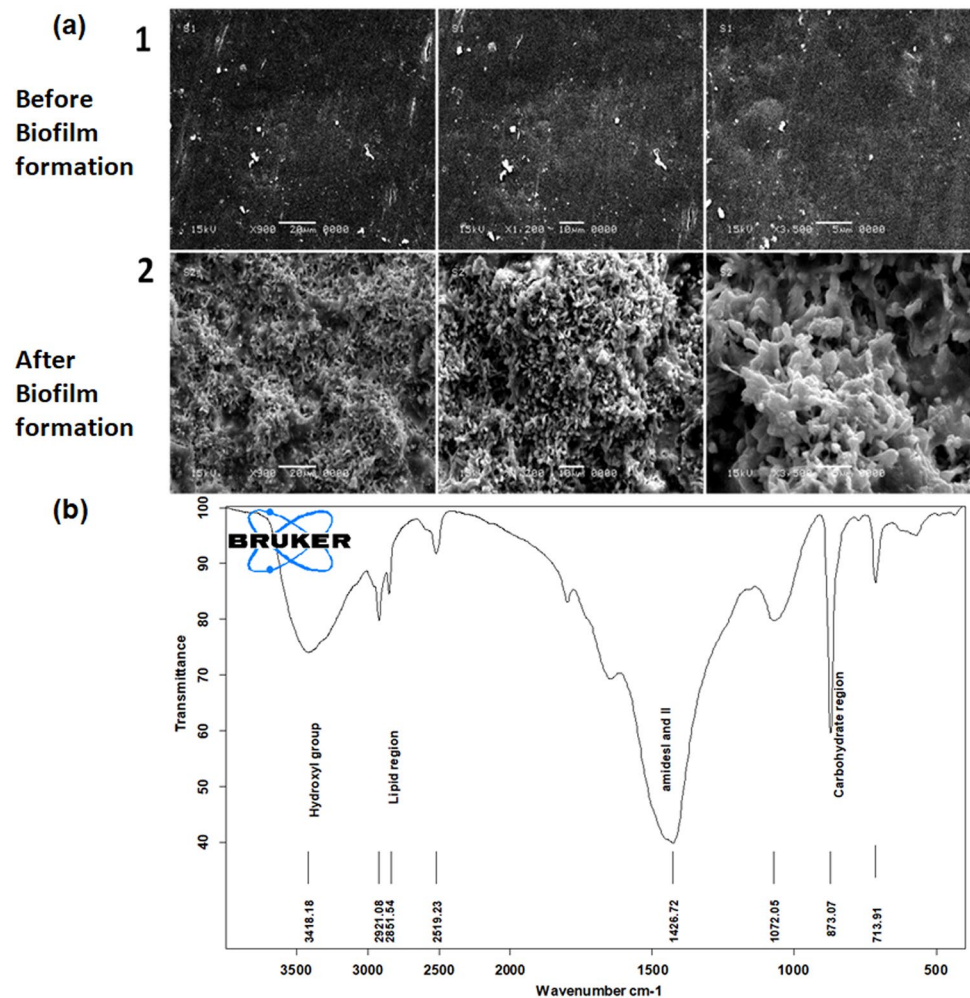 (a)
1
Before
Biofilm
formation
S1
15kV X900 20µm 0000
15kV X1,200 10µm 0000
S1
15kV X3,500 5µm 0000
2
After
Biofilm
formation
15kV X900 20µm 0000
15kV 10µm 0000
15kV X3,500 0000
(b)
BRUKER
Transmittance
100
90
80
70
60
50
40
Hydroxyl group
Lipid region
amidesI and II
Carbohydrate region
3418.18
2921.08
2851.54
2519.23
1426.72
1072.05
873.07
713.91
3500
3000
2500
2000
1500
1000
500
Wavenumber cm-1